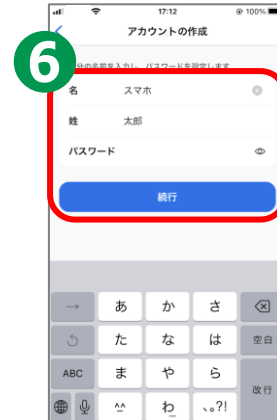 17:12
100%
アカウントの作成
6
分の名前を入力し、パスワードを設定します
名 スマホ
姓 太郎
パスワード
続行
→ あ か さ
た な は 空白
ABC ま や ら
改行
^^ わ 、。?!